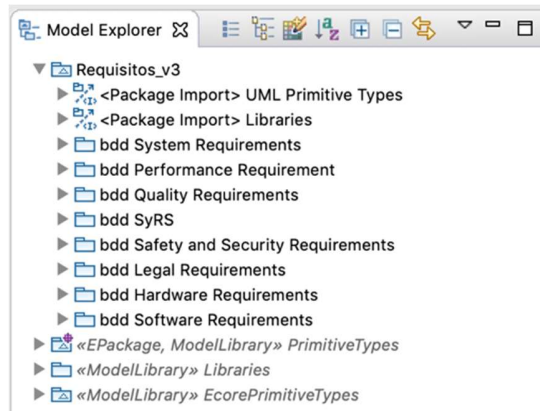 Model Explorer
Requisitos_v3
<Package Import> UML Primitive Types
<Package Import> Libraries
bdd System Requirements
bdd Performance Requirement
bdd Quality Requirements
bdd SyRS
bdd Safety and Security Requirements
bdd Legal Requirements
bdd Hardware Requirements
bdd Software Requirements
«EPackage, ModelLibrary» PrimitiveTypes
«ModelLibrary» Libraries
«ModelLibrary» EcorePrimitiveTypes